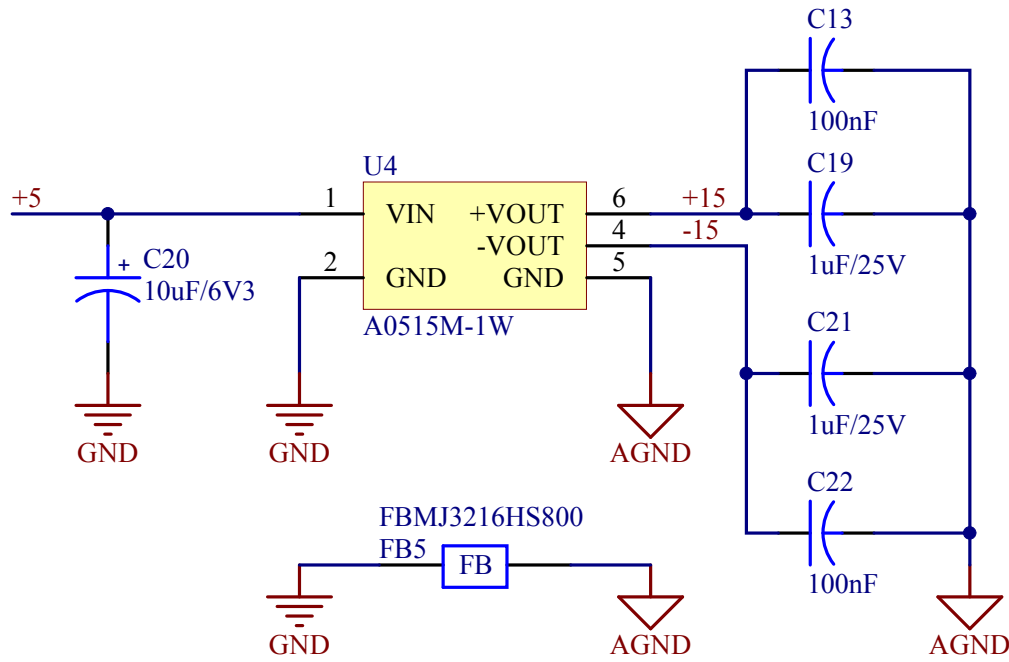 C13
100nF
U4
C19
+5
1
VIN
+VOUT
6
+15
-VOUT
4
-15
+
C20
10uF/6V3
2
GND
GND
5
1uF/25V
A0515M-1W
C21
1uF/25V
GND
GND
AGND
C22
FBMJ3216HS800
FB5
FB
100nF
GND
AGND
AGND